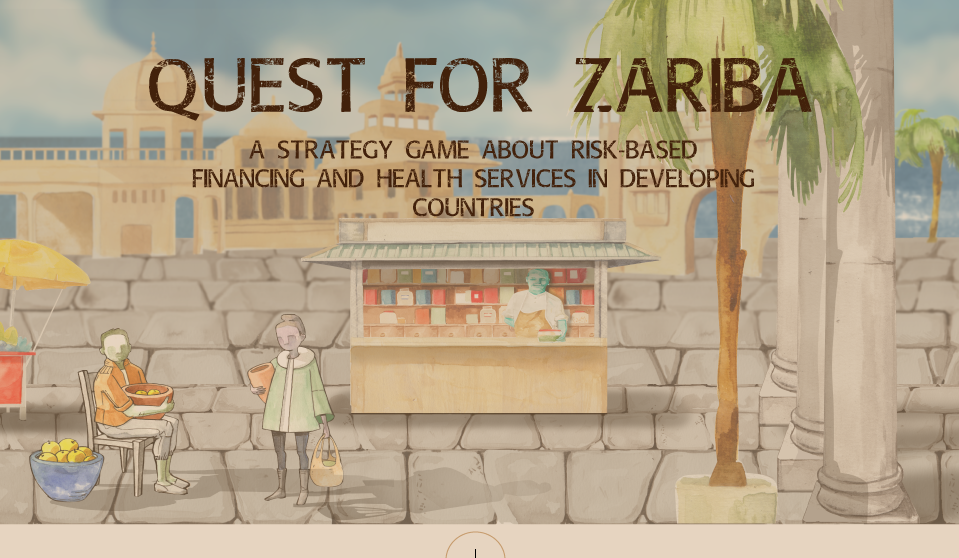 QUEST FOR ZARIBA
A STRATEGY GAME ABOUT RISK-BASED
FINANCING AND HEALTH SERVICES IN DEVELOPING
COUNTRIES